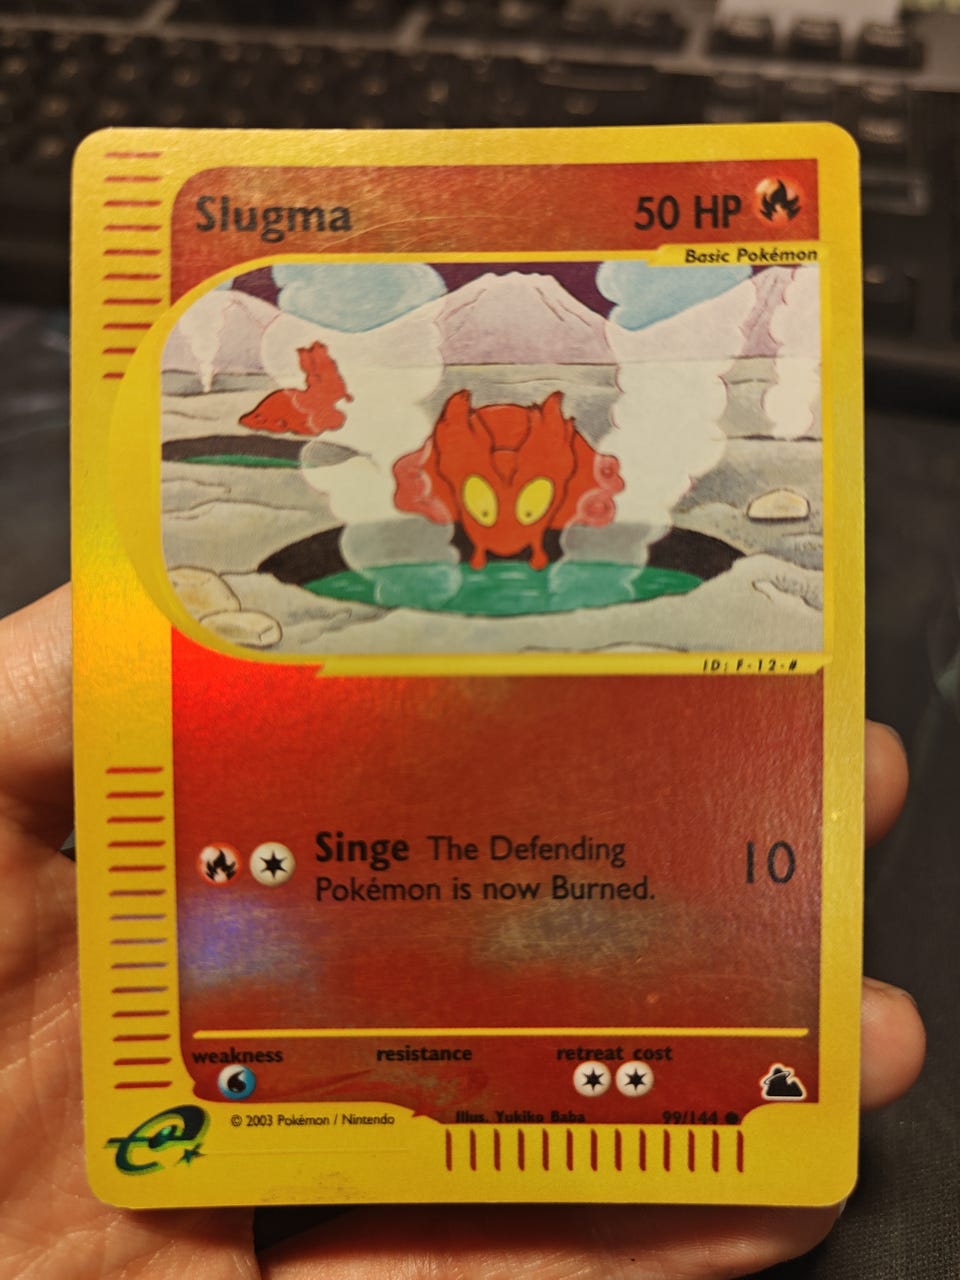 Slugma 50 HP
Basic Pokémon
ID: F-12-#
Singe The Defending 10
Pokémon is now Burned.
weakness resistance retreat cost
© 2003 Pokémon / Nintendo Illus. Yukiko Baba 99/144
e